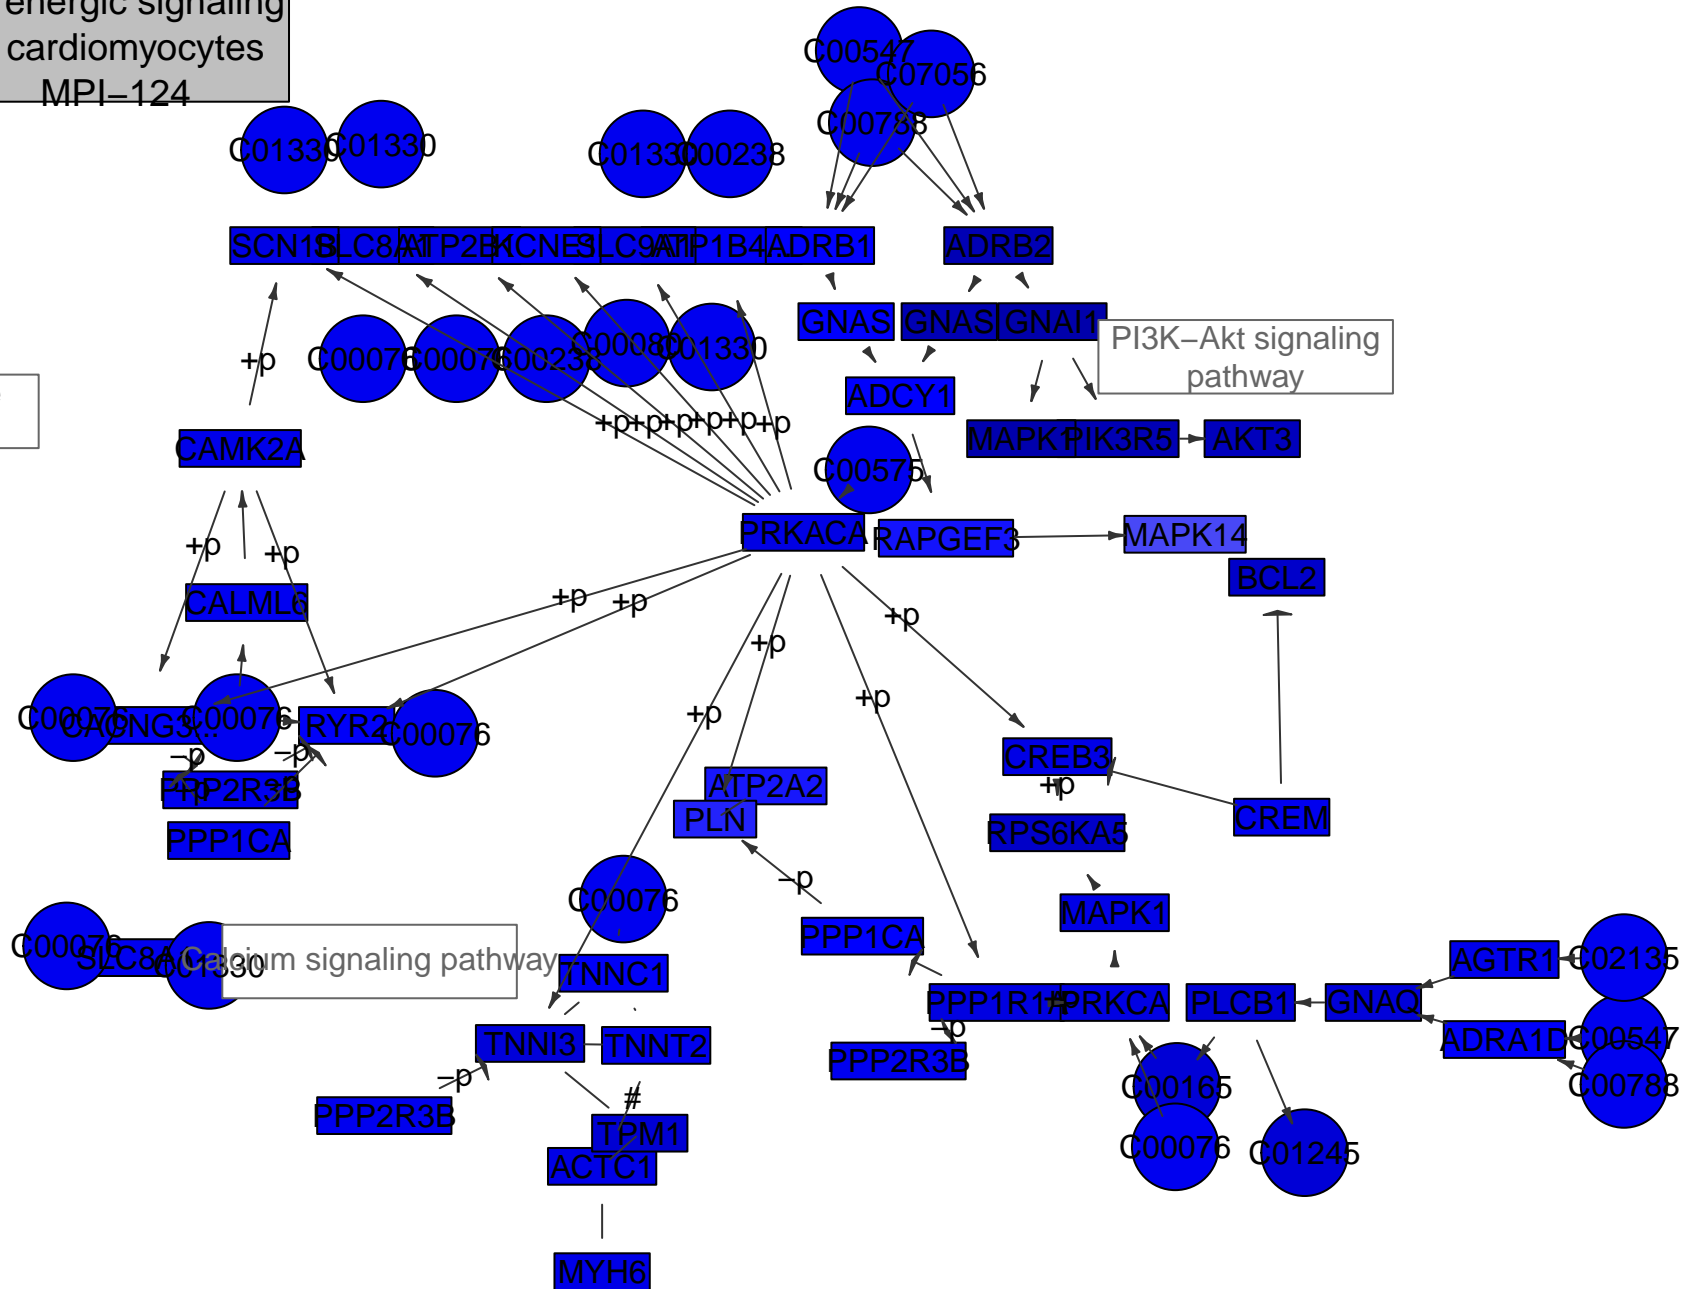 energic signaling
cardiomyocytes
MPI−124
C00547
C07056
C00788
C01330
C01330
C01330
C00238
SCN1B
SLC8A1
ATP2B
KCNE1
SLC9A1
ATP1B4...
ADRB1
ADRB2
GNAS
GNAS
GNAI1
PI3K−Akt signaling
pathway
+p
C00076
C00076
C00238
C00080
C01330
ADCY1
+p
+p
+p
+p
+p
+p
MAPK1
PIK3R5
AKT3
CAMK2A
C00575
PRKACA
RAPGEF3
MAPK14
+p
+p
BCL2
CALML6
+p
+p
+p
+p
+p
+p
C00076
CACNG3...
C00076
RYR2
C00076
−p
−p
CREB3
+p
PPP2R3B
+p
ATP2A2
PLN
CREM
PPP1CA
RPS6KA5
−p
C00076
MAPK1
PPP1CA
C00076
SLC8A1
C01330
Calcium signaling pathway
TNNC1
AGTR1
C02135
PPP1R1A
PRKCA
PLCB1
GNAQ
−p
TNNI3
TNNT2
ADRA1D
C00547
PPP2R3B
−p
C00165
C00788
#
PPP2R3B
TPM1
C00076
C01245
ACTC1
MYH6